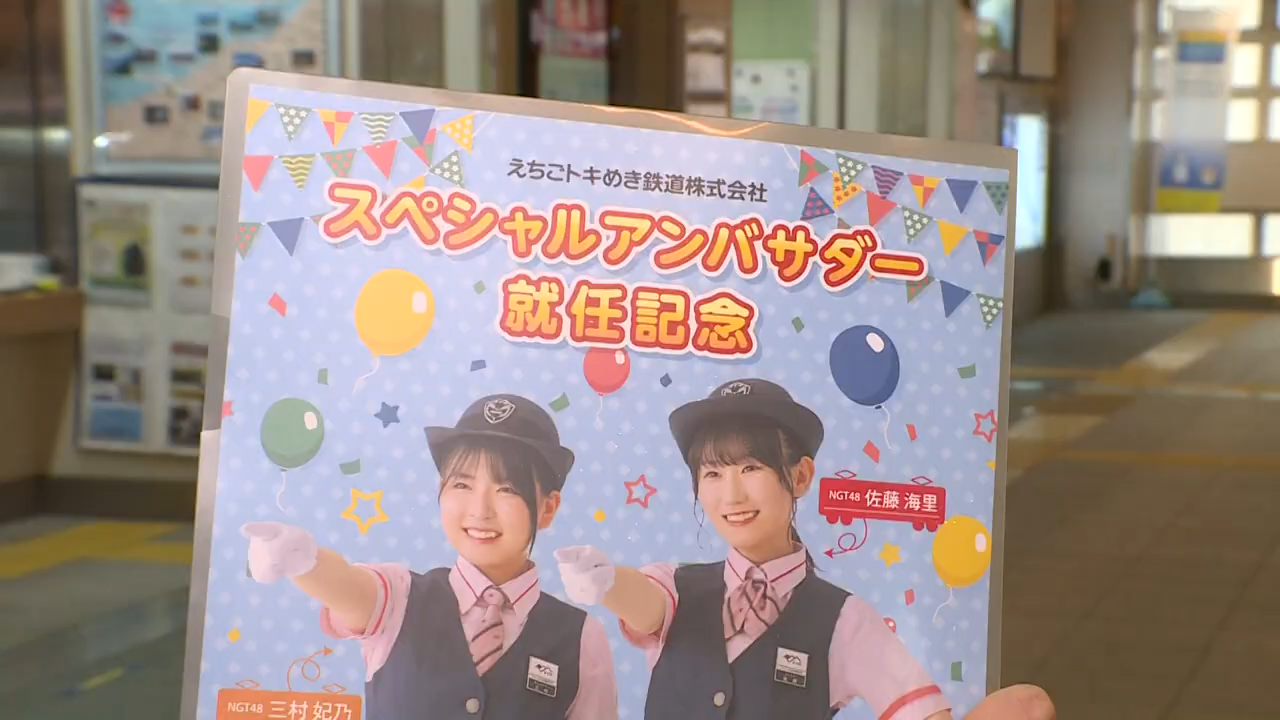 えちごトキめき鉄道株式会社
スペシャルアンバサダー
就任記念
NGT48 佐藤 海里
NGT48 三村 妃乃